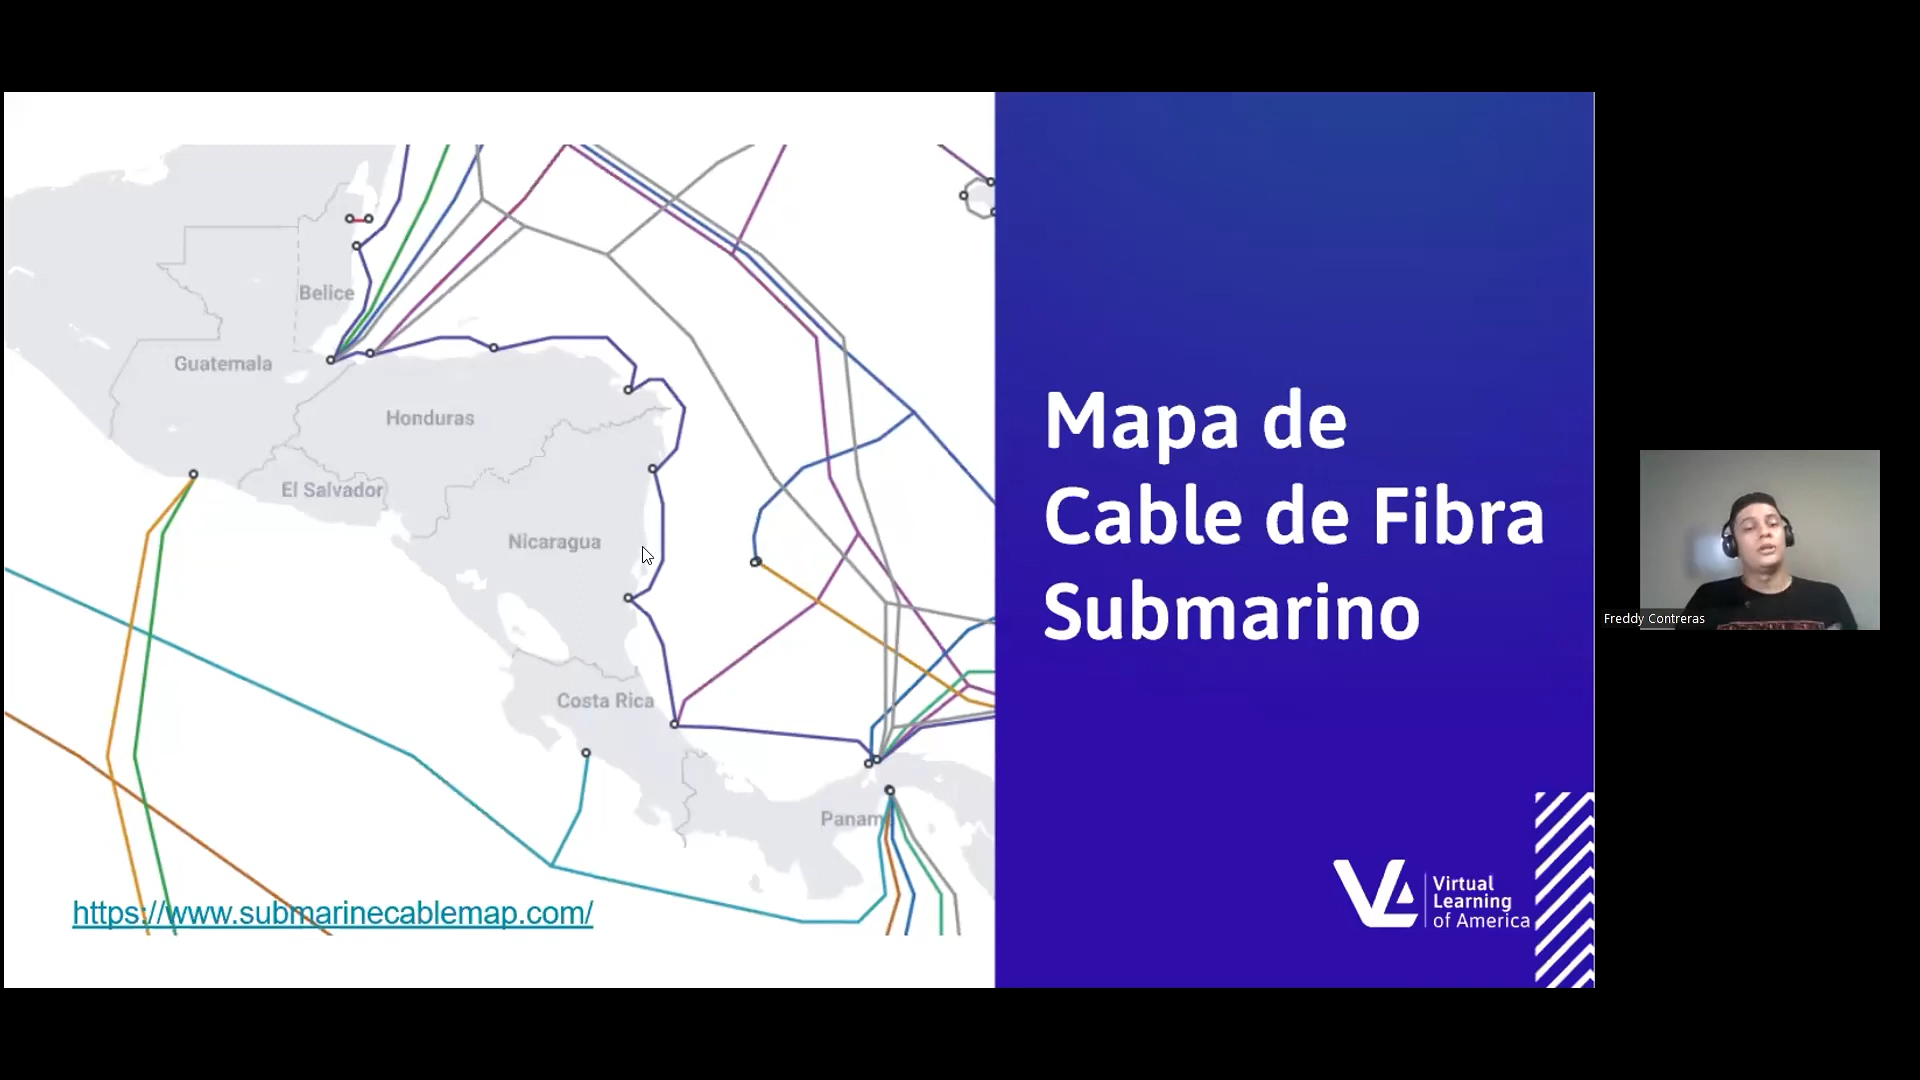 Belice
Guatemala
Honduras
El Salvador
Nicaragua
Costa Rica
Panam
https://www.submarinecablemap.com/
Mapa de
Cable de Fibra
Submarino
Virtual
Learning
of America
Freddy Contreras